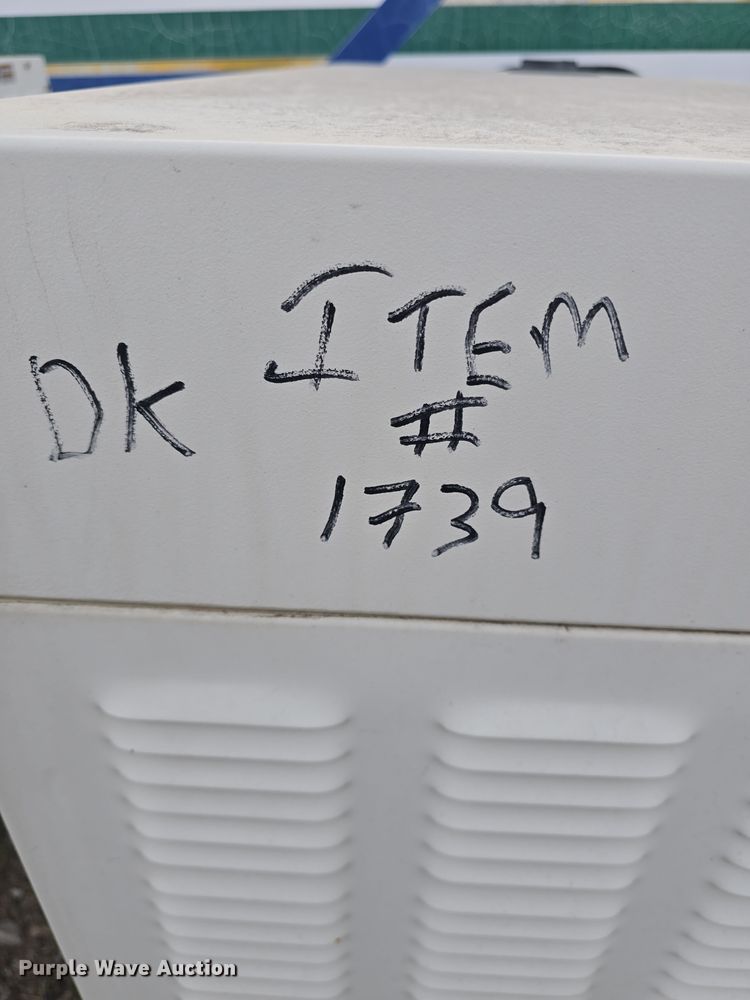 ITEM
DK
#
1739
Purple Wave Auction